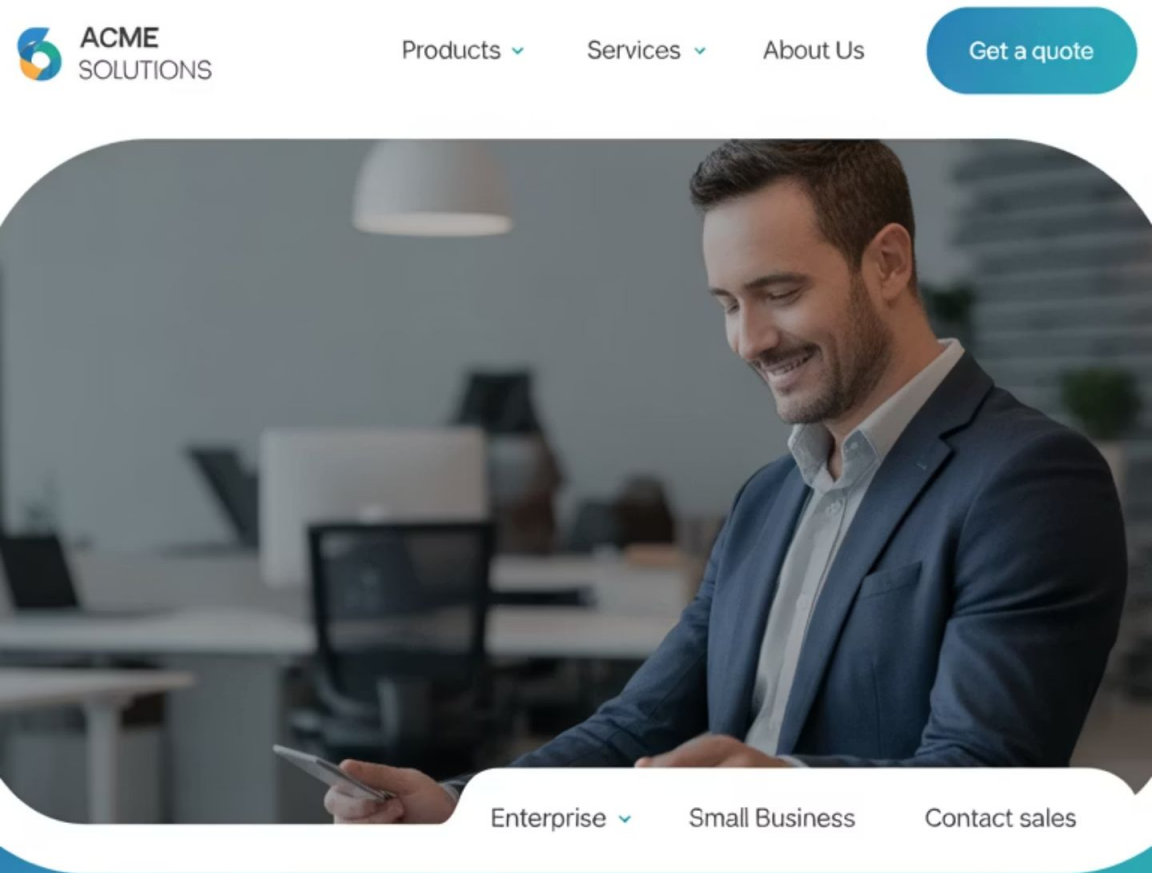 ACME
SOLUTIONS
Products
Services
About Us
Get a quote
Enterprise
Small Business
Contact sales